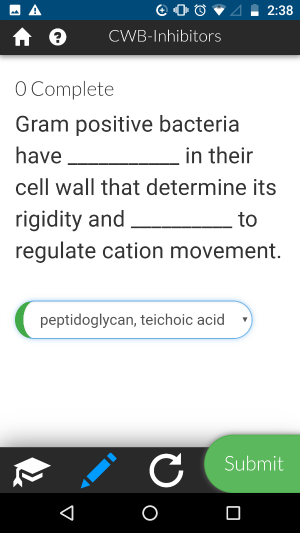 2:38
CWB-Inhibitors
0 Complete
Gram positive bacteria
have ___________ in their
cell wall that determine its
rigidity and __________ to
regulate cation movement.
peptidoglycan, teichoic acid
Submit